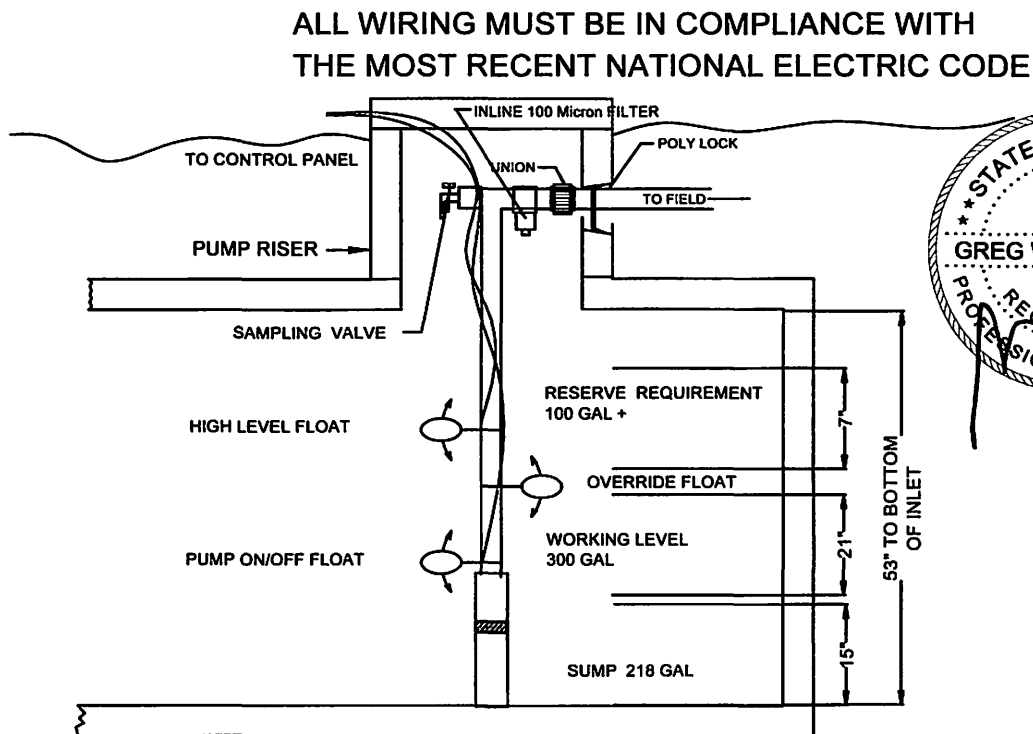 ALL WIRING MUST BE IN COMPLIANCE WITH
THE MOST RECENT NATIONAL ELECTRIC CODE
INLINE 100 Micron FILTER
TO CONTROL PANEL
POLY LOCK
UNION
TO FIELD
PUMP RISER
SAMPLING VALVE
STATE
GREG
RESERVE REQUIREMENT
100 GAL +
7"
HIGH LEVEL FLOAT
OVERRIDE FLOAT
53" TO BOTTOM
OF INLET
WORKING LEVEL
300 GAL
21"
PUMP ON/OFF FLOAT
15"
SUMP 218 GAL